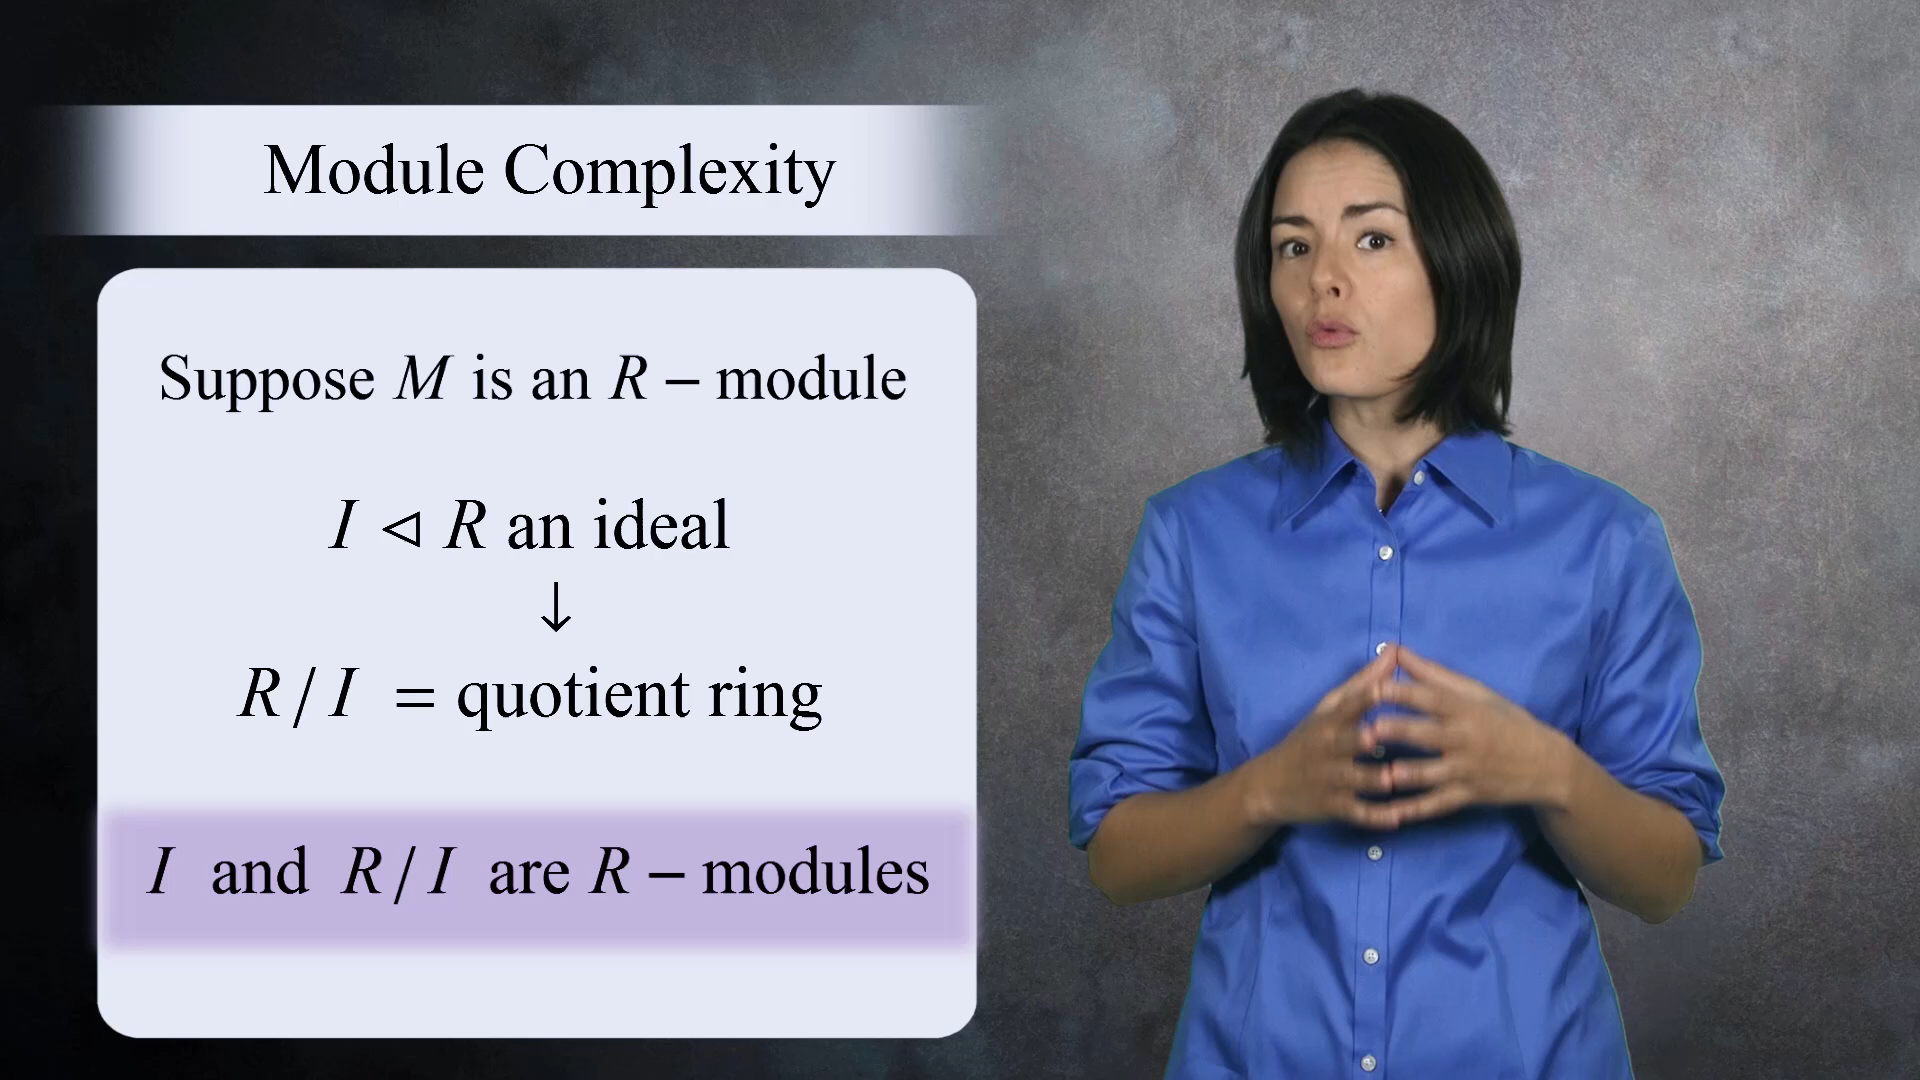 Module Complexity
Suppose M is an R – module
I ⊲ R an ideal
↓
R / I = quotient ring
I and R / I are R – modules